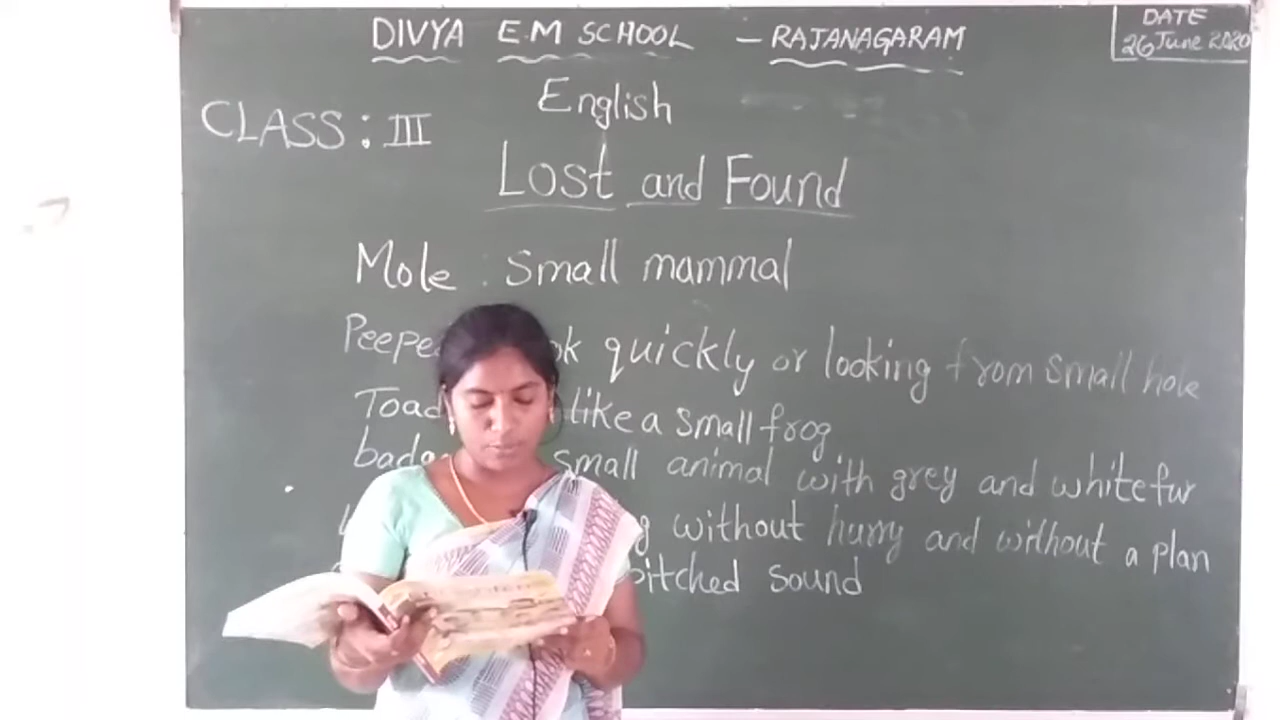 DIVYA E.M SCHOOL - RAJANAGARAM
DATE
26 June 2020
English
CLASS : III
Lost and Found
Mole : Small mammal
quickly or looking from small hole
Toad like a small frog
small animal with grey and white fur
without hurry and without a plan
pitched sound